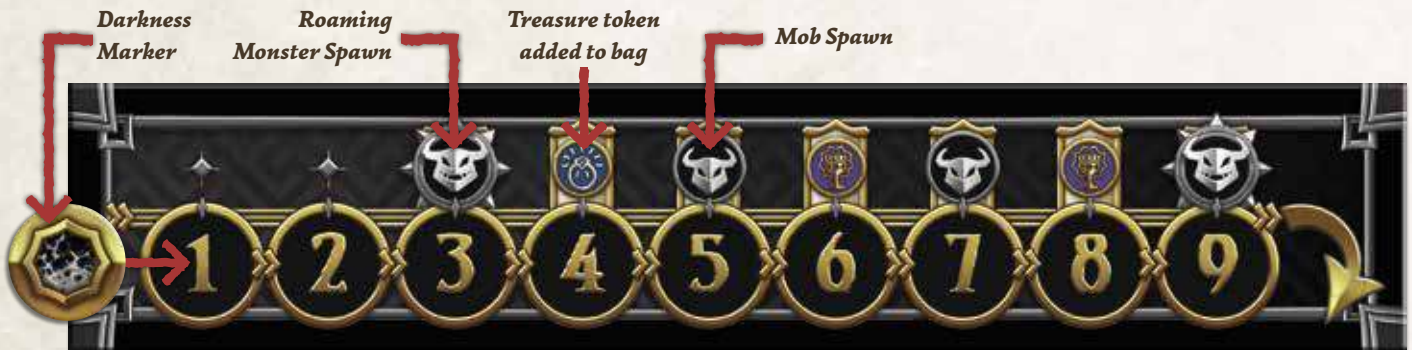 Darkness
Marker
Roaming
Monster Spawn
Treasure token
added to bag
Mob Spawn
1 2 3 4 5 6 7 8 9